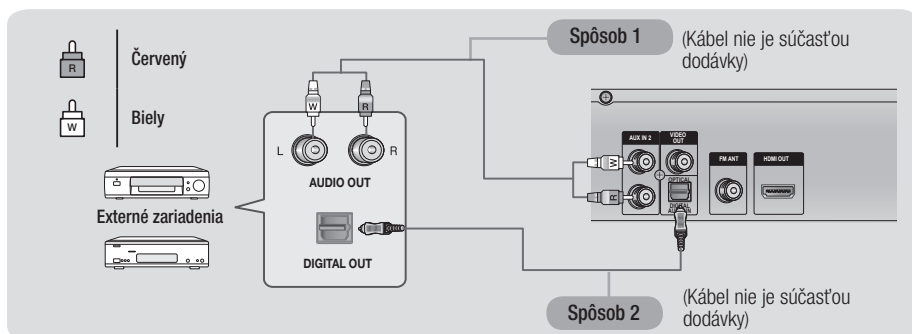 Spôsob 1
(Kábel nie je súčasťou
dodávky)
R
Červený
W
Biely
W
R
L
R
AUDIO OUT
Externé zariadenia
DIGITAL OUT
AUX IN 2
VIDEO
OUT
FM ANT
HDMI OUT
W
R
OPTICAL
DIGITAL
AUDIO IN
Spôsob 2
(Kábel nie je súčasťou
dodávky)